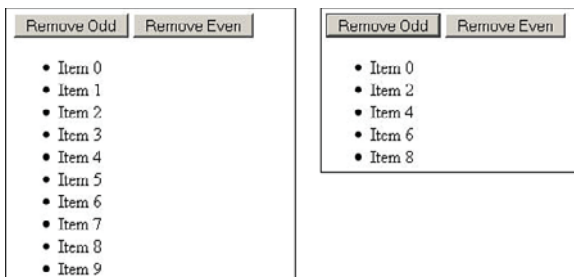 Remove Odd Remove Even
Item 0
Item 1
Item 2
Item 3
Item 4
Item 5
Item 6
Item 7
Item 8
Item 9
Remove Odd Remove Even
Item 0
Item 2
Item 4
Item 6
Item 8